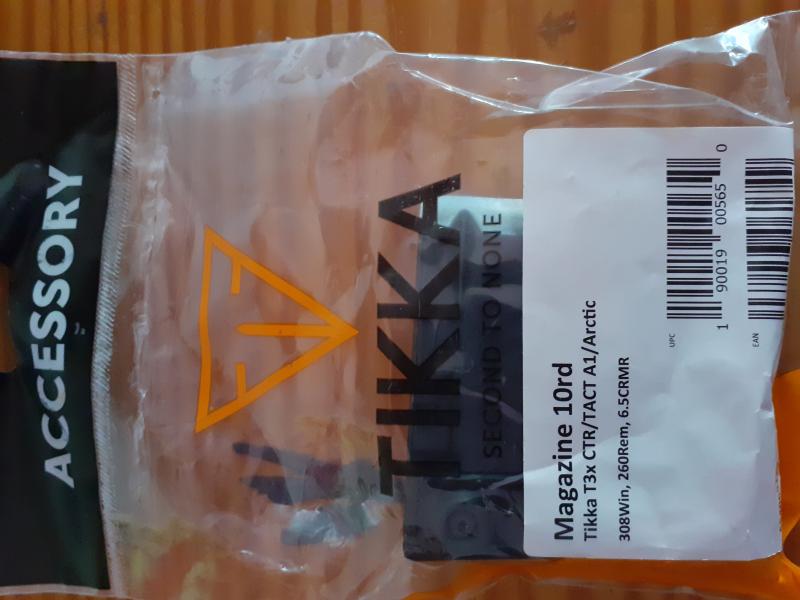 ACCESSORY
TIKKA
SECOND TO NONE
Magazine 10rd
Tikka T3x CTR/TACT A1/Arctic
308Win, 260Rem, 6.5CRMR
UPC
1 90019 00565 0
EAN